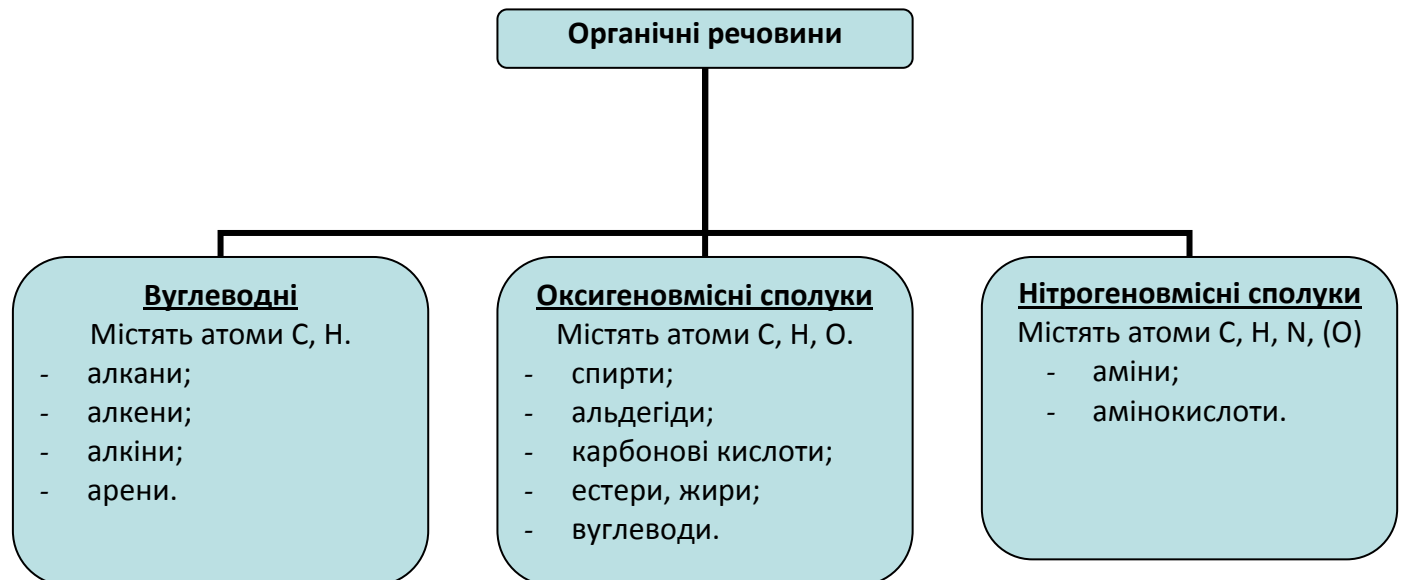 Органічні речовини
Вуглеводні
Містять атоми С, Н.
- алкани;
- алкени;
- алкіни;
- арени.
Оксигеновмісні сполуки
Містять атоми С, Н, О.
- спирти;
- альдегіди;
- карбонові кислоти;
- естери, жири;
- вуглеводи.
Нітрогеновмісні сполуки
Містять атоми С, Н, N, (О)
- аміни;
- амінокислоти.